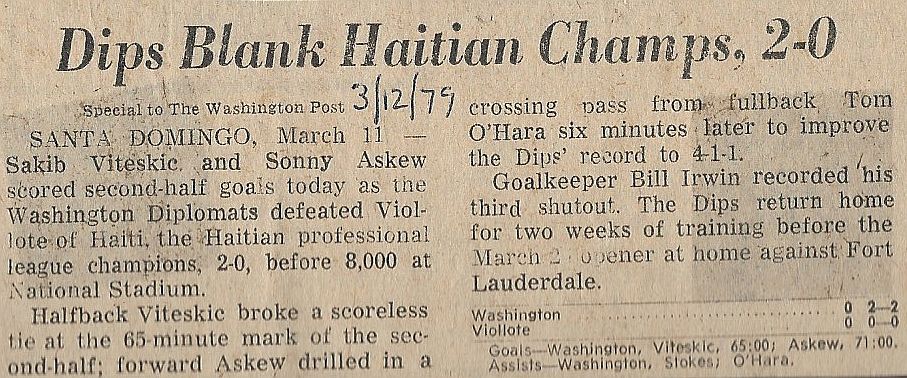 Dips Blank Haitian Champs, 2-0
Special to The Washington Post 3/12/79
SANTA DOMINGO, March 11 —
Sakib Viteskic and Sonny Askew
scored second-half goals today as the
Washington Diplomats defeated Viol-
lote of Haiti, the Haitian professional
league champions, 2-0, before 8,000 at
National Stadium.
Halfback Viteskic broke a scoreless
tie at the 65-minute mark of the sec-
ond-half; forward Askew drilled in a
crossing pass from fullback Tom
O'Hara six minutes later to improve
the Dips' record to 4-1-1.
Goalkeeper Bill Irwin recorded his
third shutout. The Dips return home
for two weeks of training before the
March opener at home against Fort
Lauderdale.
Washington 0 2—2
Viollote 0 0—0
Goals—Washington, Viteskic, 65:00; Askew, 71:00.
Assists—Washington, Stokes; O'Hara.